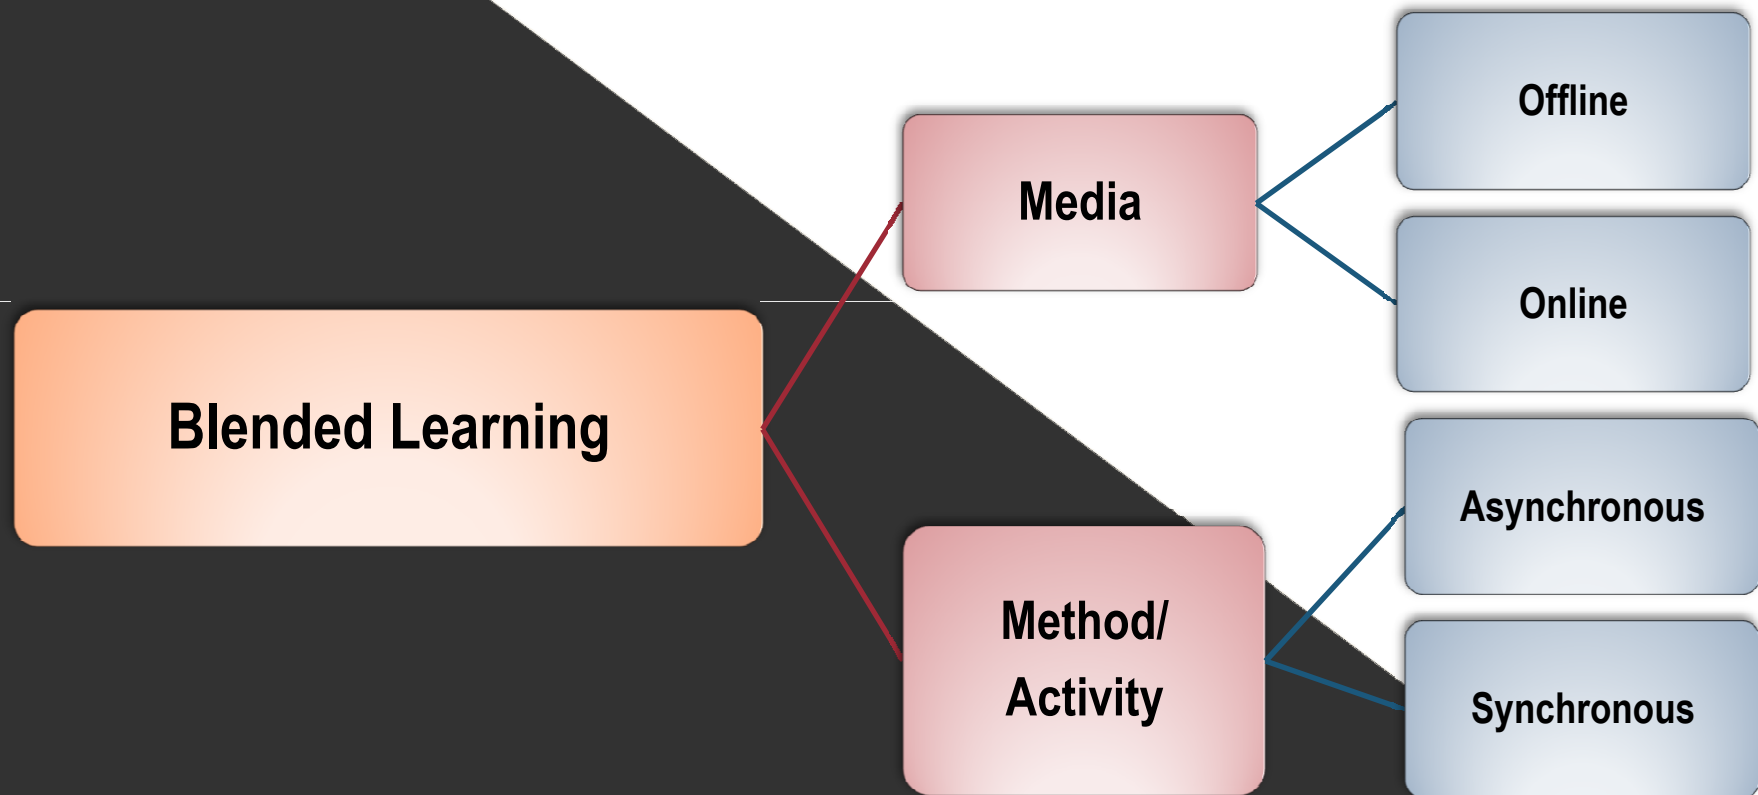 Blended Learning
Media
Offline
Online
Method/
Activity
Asynchronous
Synchronous